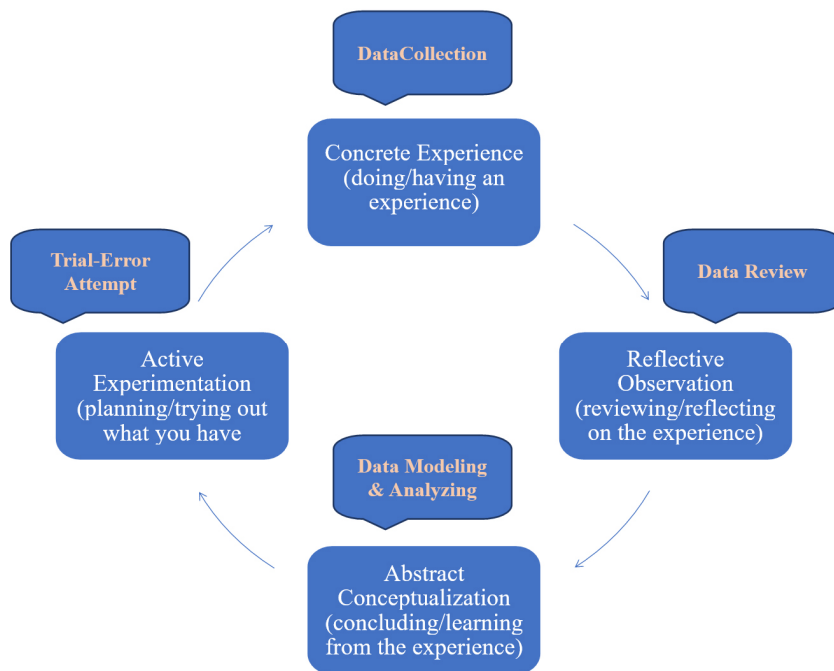 DataCollection
Concrete Experience
(doing/having an
experience)
Trial-Error
Attempt
Data Review
Active
Experimentation
(planning/trying out
what you have
Reflective
Observation
(reviewing/reflecting
on the experience)
Data Modeling
& Analyzing
Abstract
Conceptualization
(concluding/learning
from the experience)